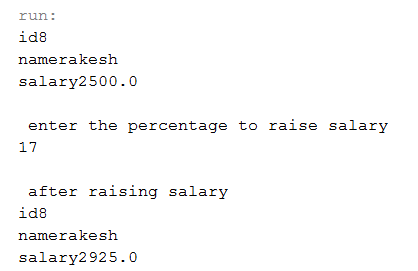 run:
id8
namerakesh
salary2500.0
enter the percentage to raise salary
17
after raising salary
id8
namerakesh
salary2925.0